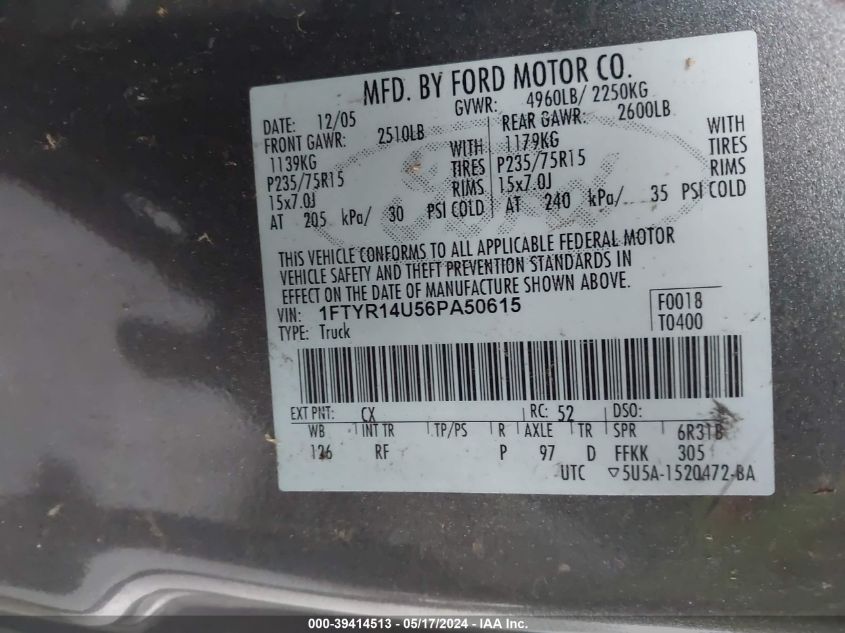 MFD. BY FORD MOTOR CO.
DATE: 12/05 GVWR: 4960LB/ 2250KG
FRONT GAWR: 2510LB REAR GAWR: 2600LB
1139KG WITH 1179KG WITH
P235/75R15 TIRES P235/75R15 TIRES
15x7.0J RIMS 15x7.0J RIMS
AT 205 kPa/ 30 PSI COLD AT 240 kPa/ 35 PSI COLD
THIS VEHICLE CONFORMS TO ALL APPLICABLE FEDERAL MOTOR
VEHICLE SAFETY AND THEFT PREVENTION STANDARDS IN
EFFECT ON THE DATE OF MANUFACTURE SHOWN ABOVE.
VIN: 1FTYR14U56PA50615 F0018
TYPE: Truck T0400
EXT PNT: CX RC: 52 DSO:
WB INT TR TP/PS R AXLE TR SPR 6R31B
126 RF P 97 D FFKK 305
UTC ▽5U5A-1520472-BA
000-39414513 / 05/17/2024 - IAA Inc.